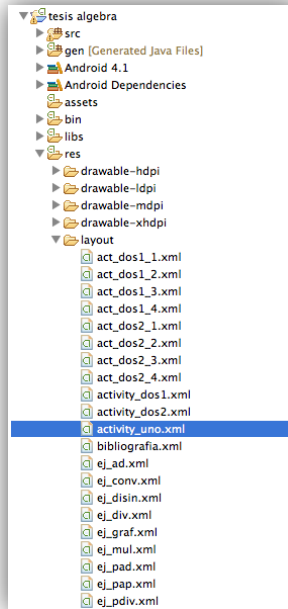 tesis algebra
src
gen [Generated Java Files]
Android 4.1
Android Dependencies
assets
bin
libs
res
drawable-hdpi
drawable-ldpi
drawable-mdpi
drawable-xhdpi
layout
act_dos1_1.xml
act_dos1_2.xml
act_dos1_3.xml
act_dos1_4.xml
act_dos2_1.xml
act_dos2_2.xml
act_dos2_3.xml
act_dos2_4.xml
activity_dos1.xml
activity_dos2.xml
activity_uno.xml
bibliografia.xml
ej_ad.xml
ej_conv.xml
ej_disin.xml
ej_div.xml
ej_graf.xml
ej_mul.xml
ej_pad.xml
ej_pap.xml
ej_pdiv.xml